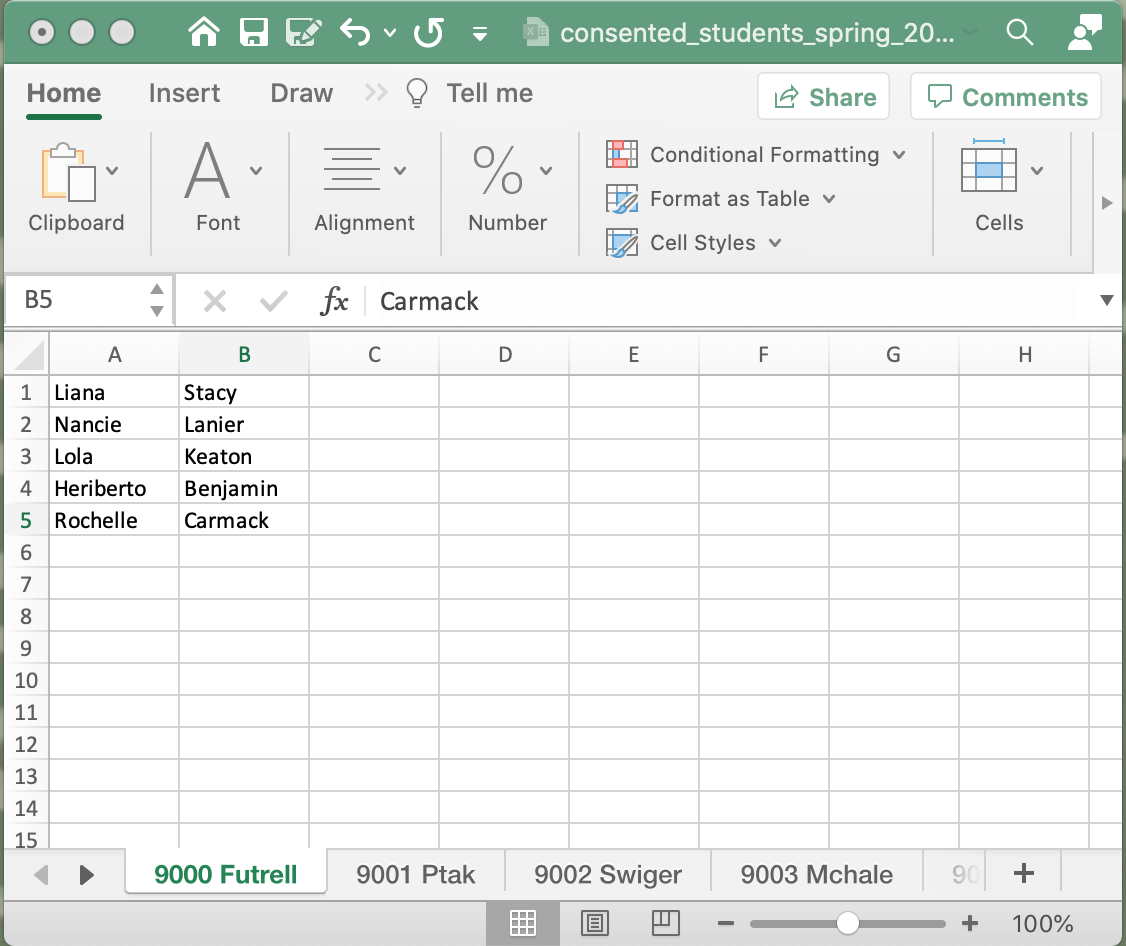 consented_students_spring_20...
Home Insert Draw Tell me Share Comments
Clipboard Font Alignment Number Conditional Formatting Format as Table Cell Styles Cells
B5 fx Carmack
A B C D E F G H
1 Liana Stacy
2 Nancie Lanier
3 Lola Keaton
4 Heriberto Benjamin
5 Rochelle Carmack
6
7
8
9
10
11
12
13
14
15
9000 Futrell 9001 Ptak 9002 Swiger 9003 Mchale 90
100%